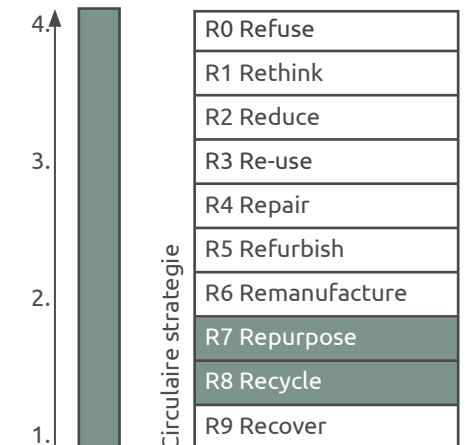 4.
3.
2.
1.
Circulaire strategie
R0 Refuse
R1 Rethink
R2 Reduce
R3 Re-use
R4 Repair
R5 Refurbish
R6 Remanufacture
R7 Repurpose
R8 Recycle
R9 Recover